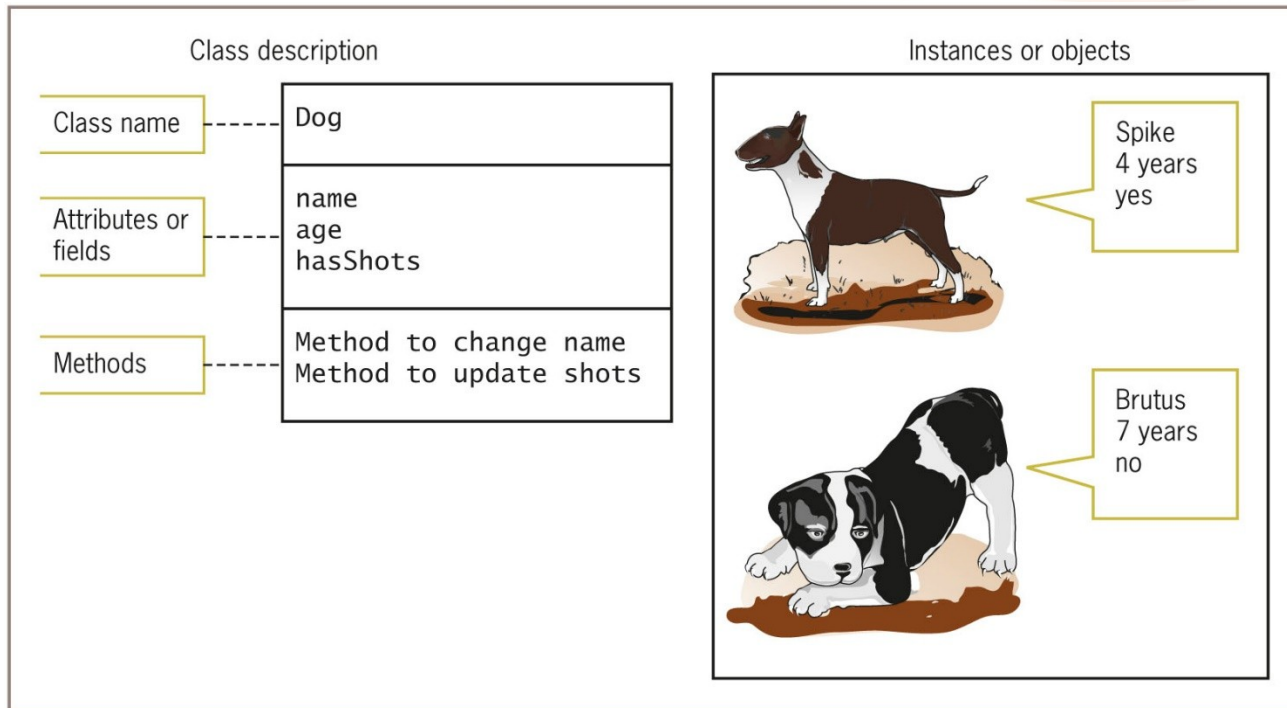 Class description
Class name
Dog
Attributes or
fields
name
age
hasShots
Methods
Method to change name
Method to update shots
Instances or objects
Spike
4 years
yes
Brutus
7 years
no